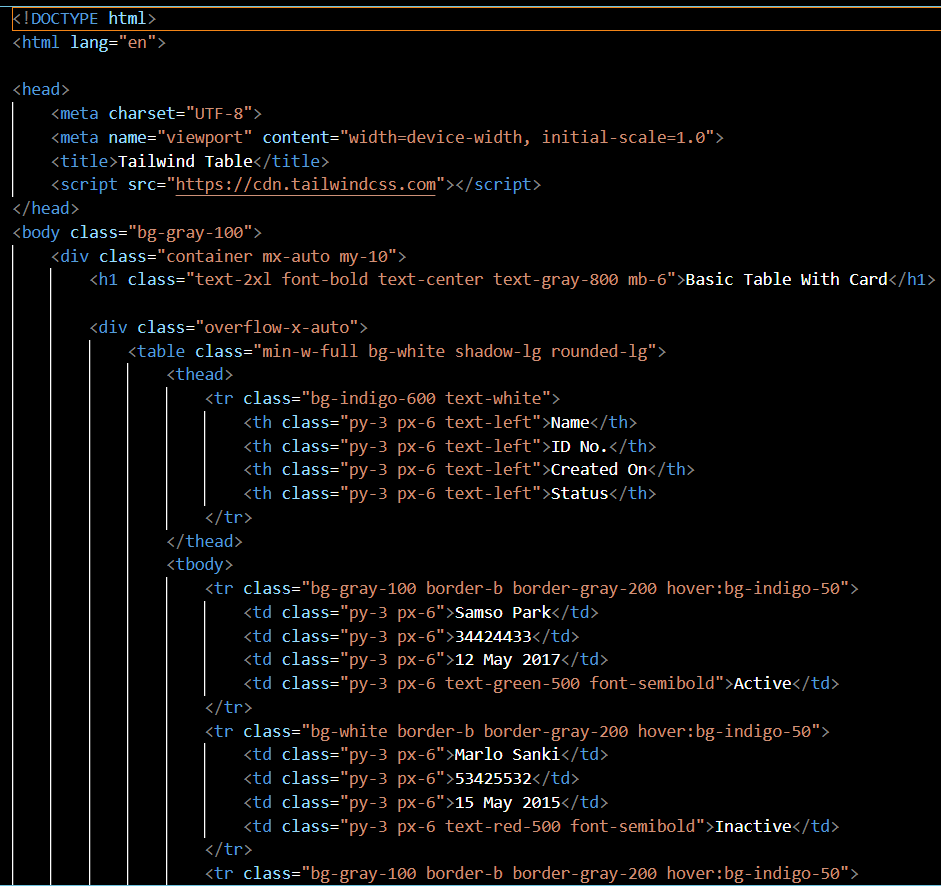 <!DOCTYPE html>
<html lang="en">
<head>
<meta charset="UTF-8">
<meta name="viewport" content="width=device-width, initial-scale=1.0">
<title>Tailwind Table</title>
<script src="https://cdn.tailwindcss.com"></script>
</head>
<body class="bg-gray-100">
<div class="container mx-auto my-10">
<h1 class="text-2xl font-bold text-center text-gray-800 mb-6">Basic Table With Card</h1>
<div class="overflow-x-auto">
<table class="min-w-full bg-white shadow-lg rounded-lg">
<thead>
<tr class="bg-indigo-600 text-white">
<th class="py-3 px-6 text-left">Name</th>
<th class="py-3 px-6 text-left">ID No.</th>
<th class="py-3 px-6 text-left">Created On</th>
<th class="py-3 px-6 text-left">Status</th>
</tr>
</thead>
<tbody>
<tr class="bg-gray-100 border-b border-gray-200 hover:bg-indigo-50">
<td class="py-3 px-6">Samso Park</td>
<td class="py-3 px-6">34424433</td>
<td class="py-3 px-6">12 May 2017</td>
<td class="py-3 px-6 text-green-500 font-semibold">Active</td>
</tr>
<tr class="bg-white border-b border-gray-200 hover:bg-indigo-50">
<td class="py-3 px-6">Marlo Sanki</td>
<td class="py-3 px-6">53425532</td>
<td class="py-3 px-6">15 May 2015</td>
<td class="py-3 px-6 text-red-500 font-semibold">Inactive</td>
</tr>
<tr class="bg-gray-100 border-b border-gray-200 hover:bg-indigo-50">